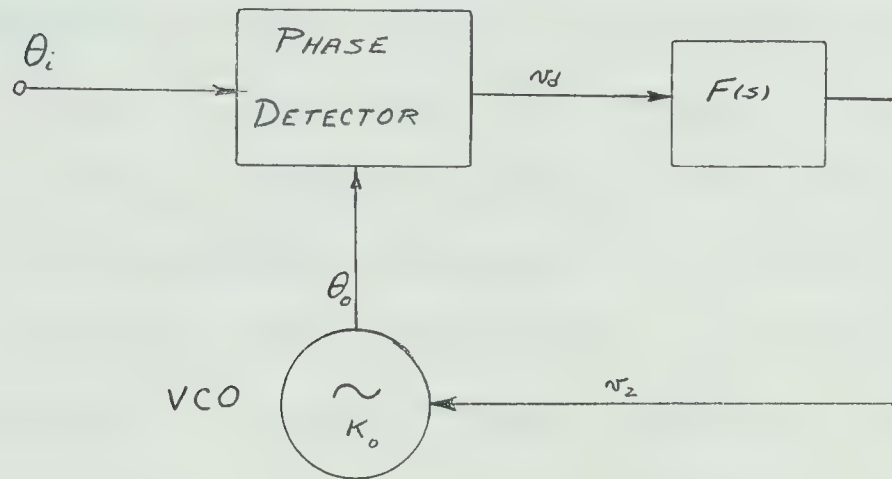 θi
PHASE
DETECTOR
vd
F(s)
θo
VCO
~
Ko
v2